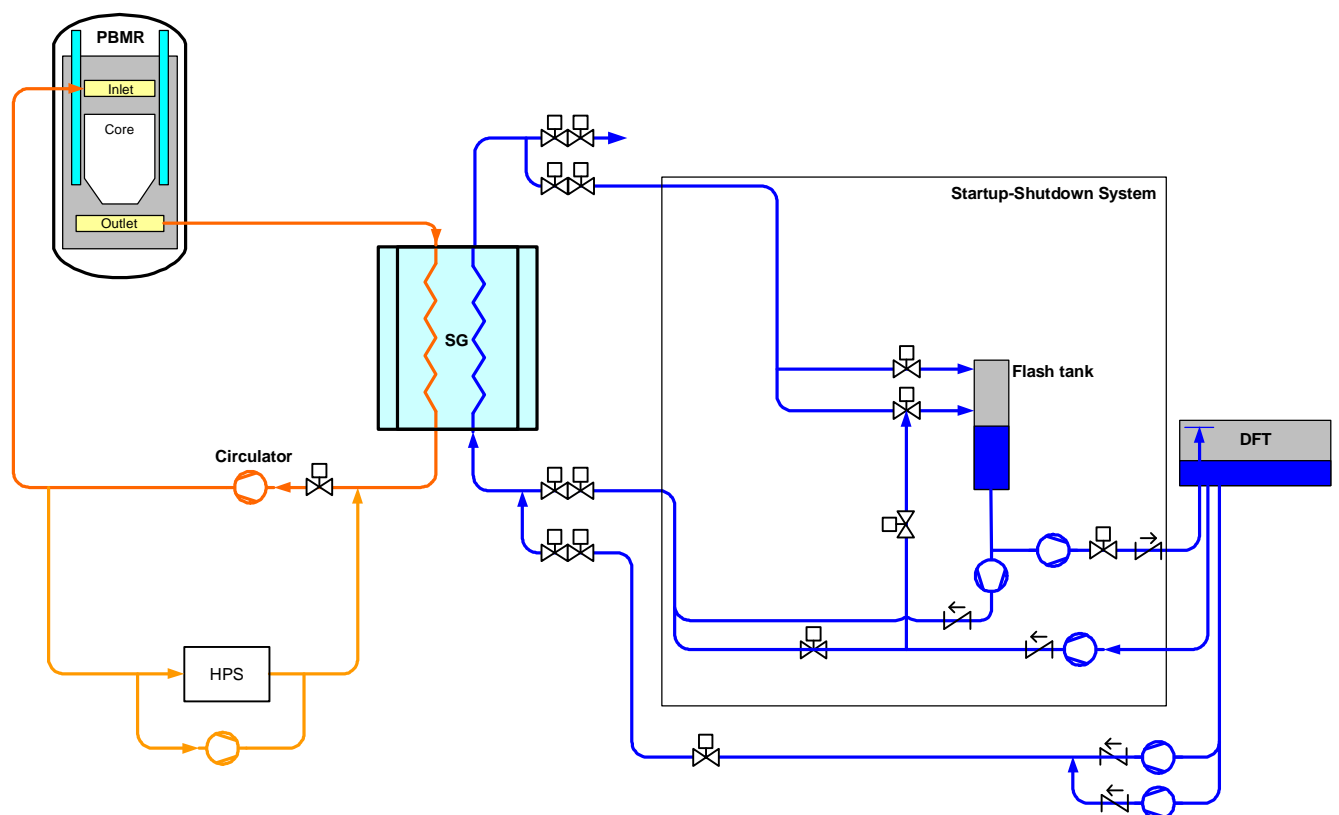 PBMR
Inlet
Core
Outlet
Startup-Shutdown System
SG
Flash tank
DFT
Circulator
HPS